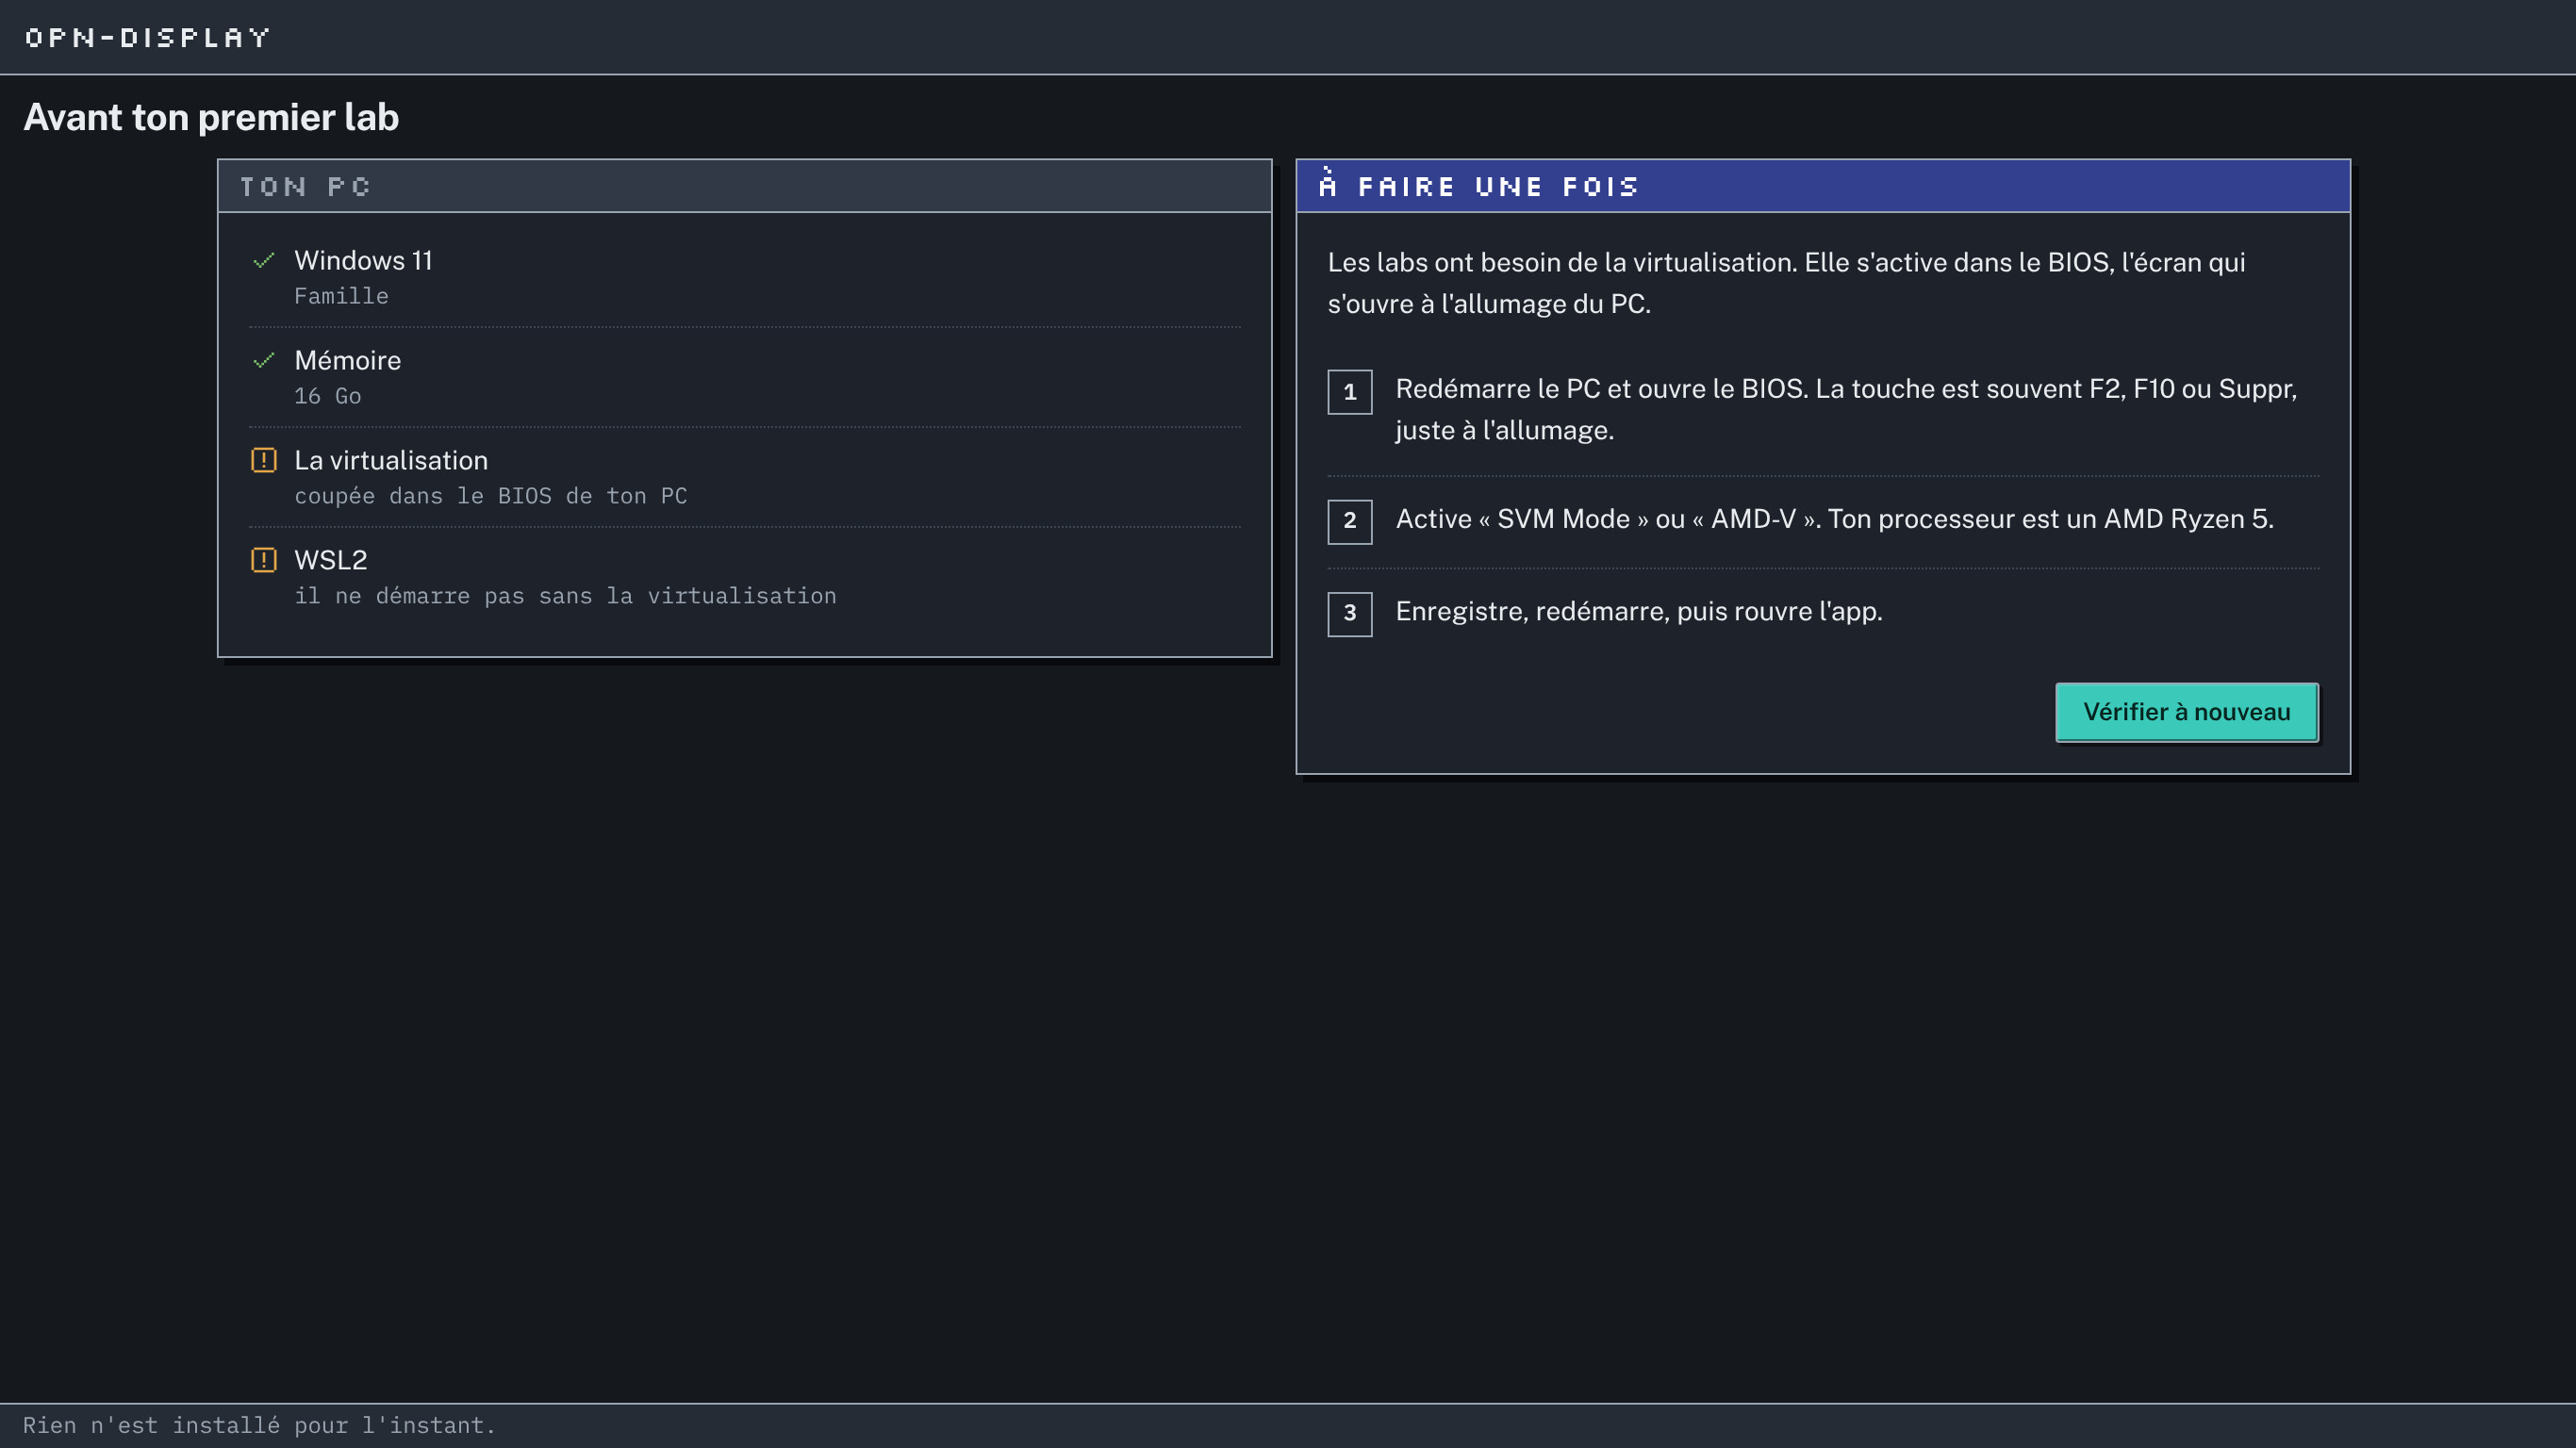 OPN-DISPLAY
Avant ton premier lab
TON PC
Windows 11
Famille
Mémoire
16 Go
La virtualisation
coupée dans le BIOS de ton PC
WSL2
il ne démarre pas sans la virtualisation
À FAIRE UNE FOIS
Les labs ont besoin de la virtualisation. Elle s'active dans le BIOS, l'écran qui
s'ouvre à l'allumage du PC.
1 Redémarre le PC et ouvre le BIOS. La touche est souvent F2, F10 ou Suppr,
juste à l'allumage.
2 Active « SVM Mode » ou « AMD-V ». Ton processeur est un AMD Ryzen 5.
3 Enregistre, redémarre, puis rouvre l'app.
Vérifier à nouveau
Rien n'est installé pour l'instant.